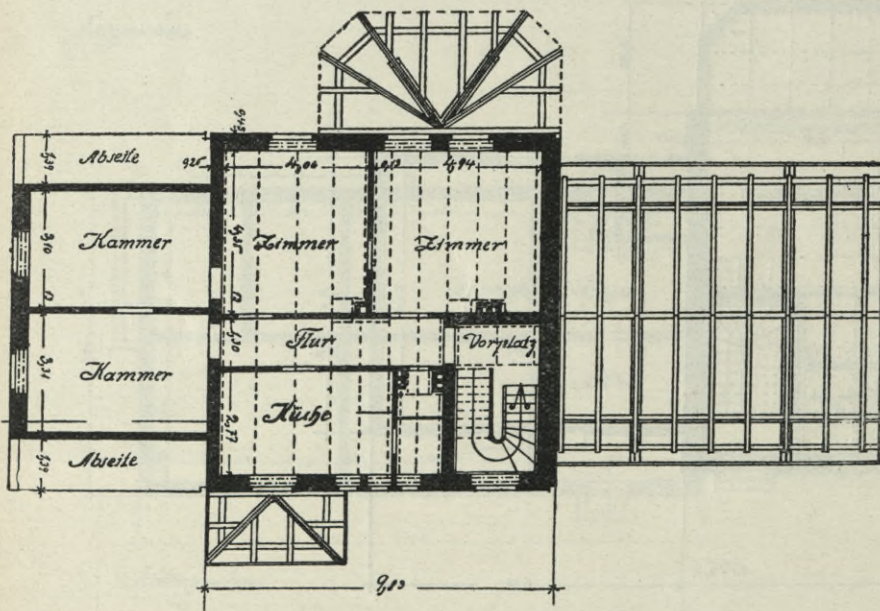 Abseite
4,06
4,94
Kammer
Zimmer
Zimmer
3,10
Flur
Vorplatz
Kammer
3,31
Küche
2,77
Abseite
9,83